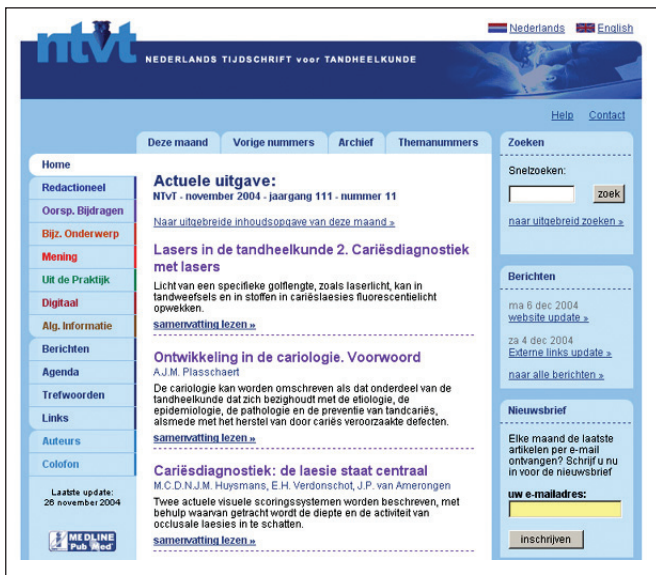 Nederlands English
ntvt
NEDERLANDS TIJDSCHRIFT voor TANDHEELKUNDE
Help Contact
Deze maand Vorige nummers Archief Themanummers
Home
Redactioneel
Oorsp. Bijdragen
Bijz. Onderwerp
Mening
Uit de Praktijk
Digitaal
Alg. Informatie
Berichten
Agenda
Trefwoorden
Links
Auteurs
Colofon
Laatste update:
26 november 2004
MEDLINE
PubMed
Actuele uitgave:
NTvT - november 2004 - jaargang 111 - nummer 11
Naar uitgebreide inhoudsopgave van deze maand »
Lasers in de tandheelkunde 2. Cariësdiagnostiek
met lasers
Licht van een specifieke golflengte, zoals laserlicht, kan in
tandweefsels en in stoffen in cariëslaesies fluorescentielicht
opwekken.
samenvatting lezen »
Ontwikkeling in de cariologie. Voorwoord
A.J.M. Plasschaert
De cariologie kan worden omschreven als dat onderdeel van de
tandheelkunde dat zich bezighoudt met de etiologie, de
epidemiologie, de pathologie en de preventie van tandcariës,
alsmede met het herstel van door cariës veroorzaakte defecten.
samenvatting lezen »
Cariësdiagnostiek: de laesie staat centraal
M.C.D.N.J.M. Huysmans, E.H. Verdonschot, J.P. van Amerongen
Twee actuele visuele scoringssystemen worden beschreven, met
behulp waarvan getracht wordt de diepte en de activiteit van
occlusale laesies in te schatten.
samenvatting lezen »
Zoeken
Snelzoeken:
zoek
naar uitgebreid zoeken »
Berichten
ma 6 dec 2004
website update »
za 4 dec 2004
Externe links update »
naar alle berichten »
Nieuwsbrief
Elke maand de laatste
artikelen per e-mail
ontvangen? Schrijf u nu
in voor de nieuwsbrief
uw e-mailadres:
inschrijven